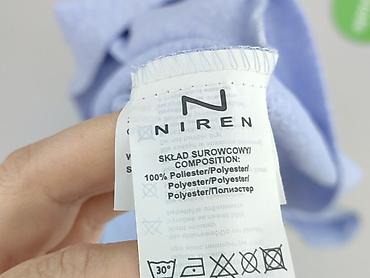 NIREN
SKŁAD SUROWCOWY/
COMPOSITION:
100% Poliester/Polyester/
Polyester/Polyester/
Polyester/Полиэстер
30°